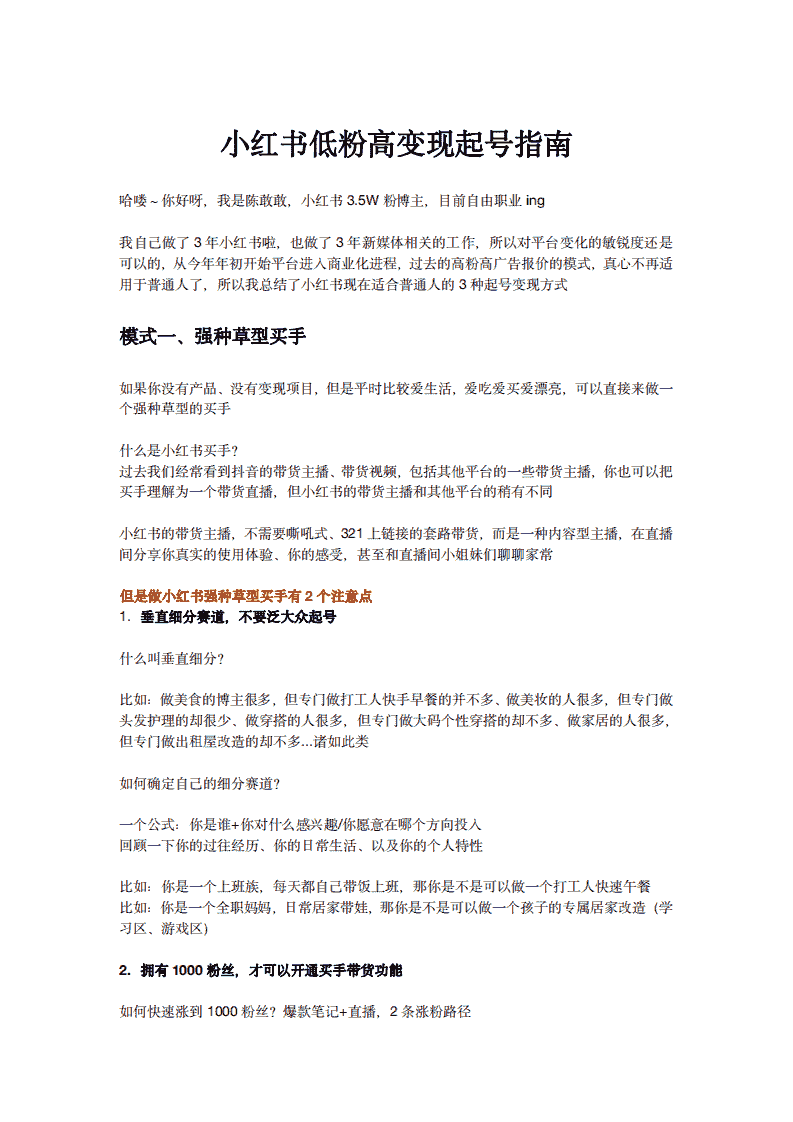 小红书低粉高变现起号指南
哈喽~你好呀，我是陈敢敢，小红书 3.5W 粉博主，目前自由职业 ing
我自己做了 3 年小红书啦，也做了 3 年新媒体相关的工作，所以对平台变化的敏锐度还是
可以的，从今年年初开始平台进入商业化进程，过去的高粉高广告报价的模式，真心不再适
用于普通人了，所以我总结了小红书现在适合普通人的 3 种起号变现方式
模式一、强种草型买手
如果你没有产品、没有变现项目，但是平时比较爱生活，爱吃爱买爱漂亮，可以直接来做一
个强种草型的买手
什么是小红书买手？
过去我们经常看到抖音的带货主播、带货视频，包括其他平台的一些带货主播，你也可以把
买手理解为一个带货直播，但小红书的带货主播和其他平台的稍有不同
小红书的带货主播，不需要嘶吼式、321 上链接的套路带货，而是一种内容型主播，在直播
间分享你真实的使用体验、你的感受，甚至和直播间小姐妹们聊聊家常
但是做小红书强种草型买手有 2 个注意点
1. 垂直细分赛道，不要泛大众起号
什么叫垂直细分？
比如：做美食的博主很多，但专门做打工人快手早餐的并不多、做美妆的人很多，但专门做
头发护理的却很少、做穿搭的人很多，但专门做大码个性穿搭的却不多、做家居的人很多，
但专门做出租屋改造的却不多...诸如此类
如何确定自己的细分赛道？
一个公式：你是谁+你对什么感兴趣/你愿意在哪个方向投入
回顾一下你的过往经历、你的日常生活、以及你的个人特性
比如：你是一个上班族，每天都自己带饭上班，那你是不是可以做一个打工人快速午餐
比如：你是一个全职妈妈，日常居家带娃，那你是不是可以做一个孩子的专属居家改造（学
习区、游戏区）
2. 拥有 1000 粉丝，才可以开通买手带货功能
如何快速涨到 1000 粉丝？爆款笔记+直播，2 条涨粉路径